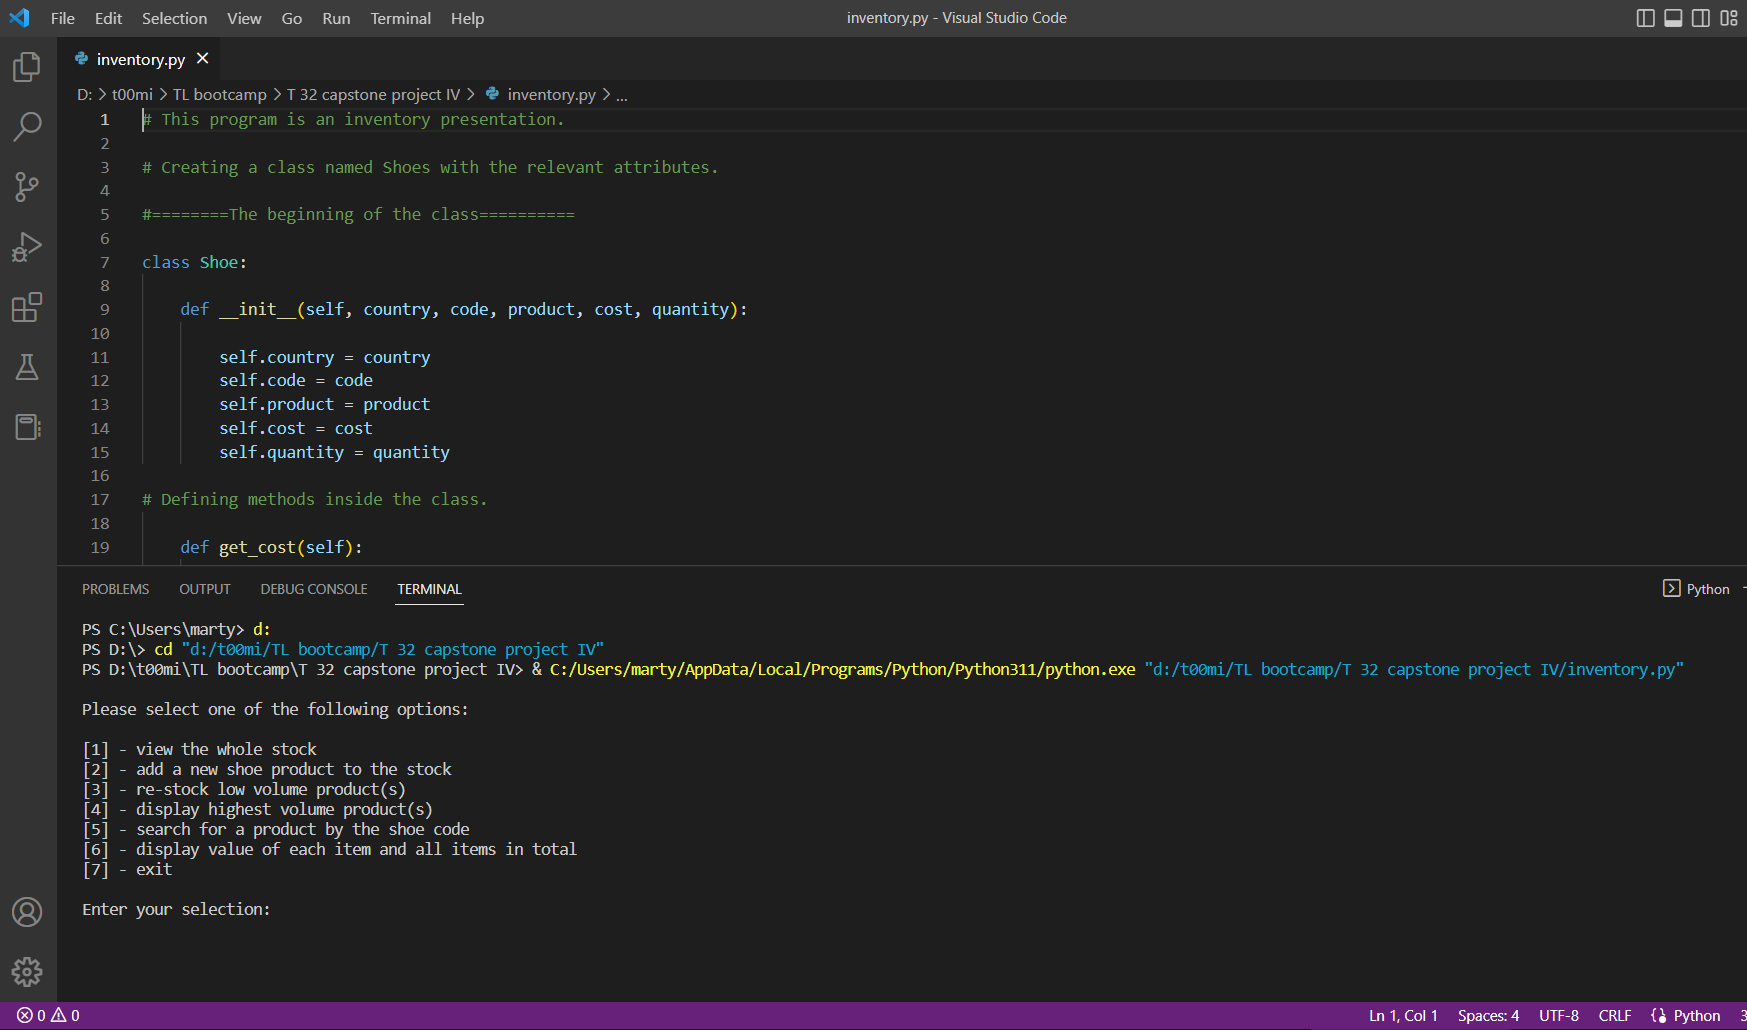 File Edit Selection View Go Run Terminal Help
inventory.py - Visual Studio Code
inventory.py
D: > t00mi > TL bootcamp > T 32 capstone project IV > inventory.py > ...
1 # This program is an inventory presentation.
2
3 # Creating a class named Shoes with the relevant attributes.
4
5 #========The beginning of the class==========
6
7 class Shoe:
8
9     def __init__(self, country, code, product, cost, quantity):
10
11         self.country = country
12         self.code = code
13         self.product = product
14         self.cost = cost
15         self.quantity = quantity
16
17 # Defining methods inside the class.
18
19     def get_cost(self):
PROBLEMS OUTPUT DEBUG CONSOLE TERMINAL
Python
PS C:\Users\marty> d:
PS D:\> cd "d:/t00mi/TL bootcamp/T 32 capstone project IV"
PS D:\t00mi\TL bootcamp\T 32 capstone project IV> & C:/Users/marty/AppData/Local/Programs/Python/Python311/python.exe "d:/t00mi/TL bootcamp/T 32 capstone project IV/inventory.py"
Please select one of the following options:
[1] - view the whole stock
[2] - add a new shoe product to the stock
[3] - re-stock low volume product(s)
[4] - display highest volume product(s)
[5] - search for a product by the shoe code
[6] - display value of each item and all items in total
[7] - exit
Enter your selection:
0 0
Ln 1, Col 1 Spaces: 4 UTF-8 CRLF Python 3